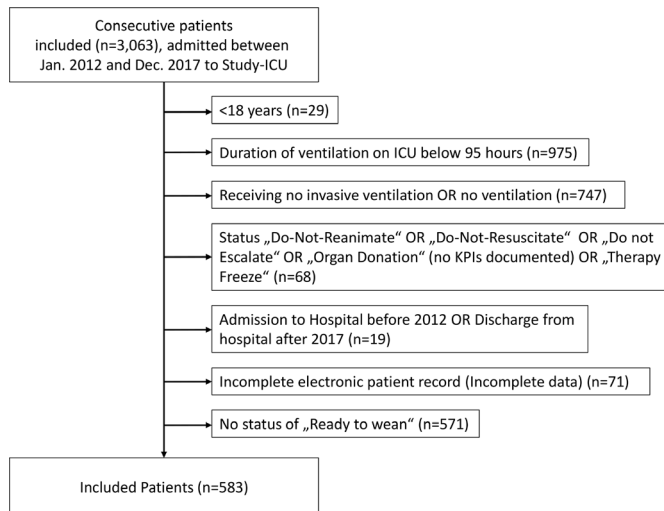 Consecutive patients
included (n=3,063), admitted between
Jan. 2012 and Dec. 2017 to Study-ICU
<18 years (n=29)
Duration of ventilation on ICU below 95 hours (n=975)
Receiving no invasive ventilation OR no ventilation (n=747)
Status „Do-Not-Reanimate“ OR „Do-Not-Resuscitate“ OR „Do not
Escalate“ OR „Organ Donation“ (no KPIs documented) OR „Therapy
Freeze“ (n=68)
Admission to Hospital before 2012 OR Discharge from
hospital after 2017 (n=19)
Incomplete electronic patient record (Incomplete data) (n=71)
No status of „Ready to wean“ (n=571)
Included Patients (n=583)